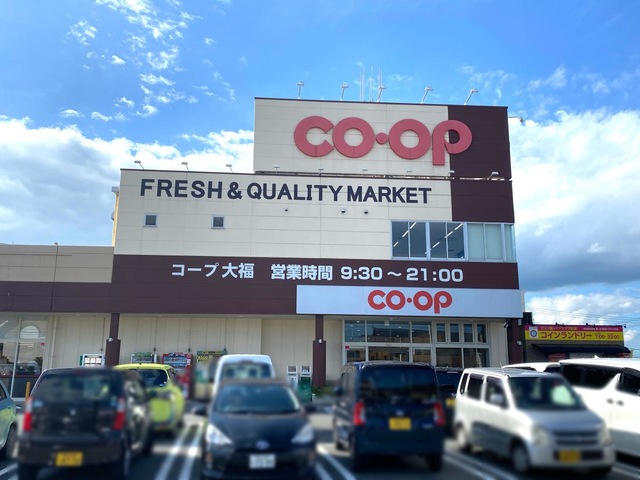 co·op
FRESH & QUALITY MARKET
コープ大福 営業時間 9:30～21:00
co·op
コインランドリー